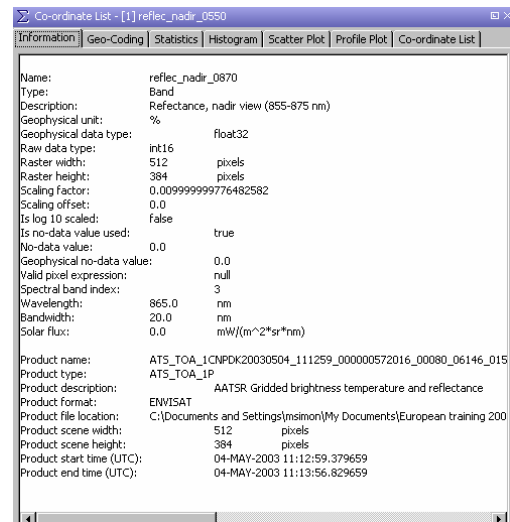 Co-ordinate List - [1] reflec_nadir_0550
Information Geo-Coding Statistics Histogram Scatter Plot Profile Plot Co-ordinate List
Name: reflec_nadir_0870
Type: Band
Description: Refectance, nadir view (855-875 nm)
Geophysical unit: %
Geophysical data type: float32
Raw data type: int16
Raster width: 512 pixels
Raster height: 384 pixels
Scaling factor: 0.009999999776482582
Scaling offset: 0.0
Is log 10 scaled: false
Is no-data value used: true
No-data value: 0.0
Geophysical no-data value: 0.0
Valid pixel expression: null
Spectral band index: 3
Wavelength: 865.0 nm
Bandwidth: 20.0 nm
Solar flux: 0.0 mW/(m^2*sr*nm)
Product name: ATS_TOA_1CNPDK20030504_111259_000000572016_00080_06146_015
Product type: ATS_TOA_1P
Product description: AATSR Gridded brightness temperature and reflectance
Product format: ENVISAT
Product file location: C:\Documents and Settings\msimon\My Documents\European training 200
Product scene width: 512 pixels
Product scene height: 384 pixels
Product start time (UTC): 04-MAY-2003 11:12:59.379659
Product end time (UTC): 04-MAY-2003 11:13:56.829659